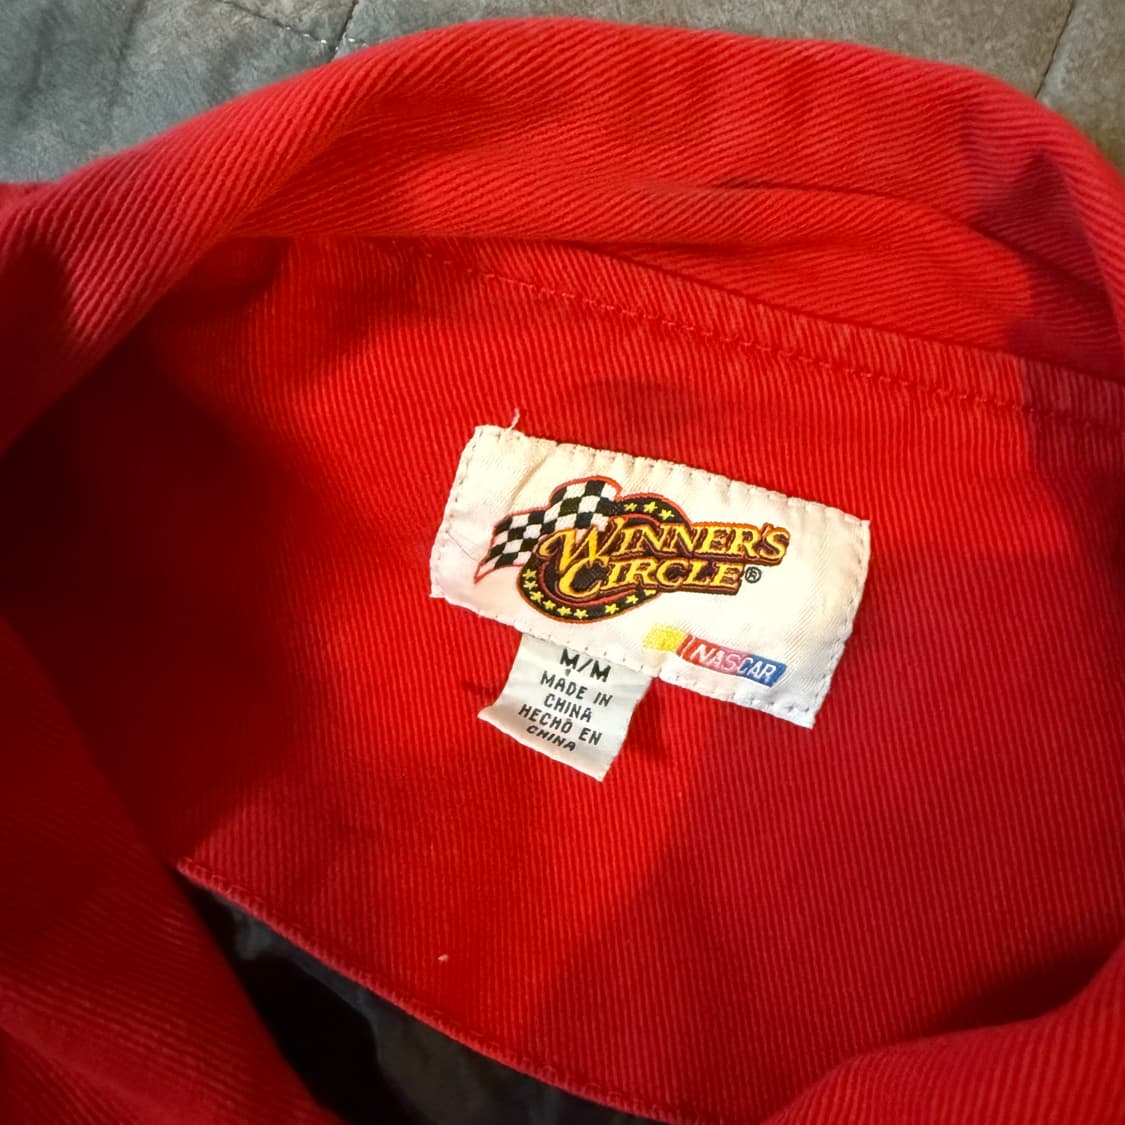 WINNER'S
CIRCLE®
NASCAR
M/M
MADE IN
CHINA
HECHO EN
CHINA